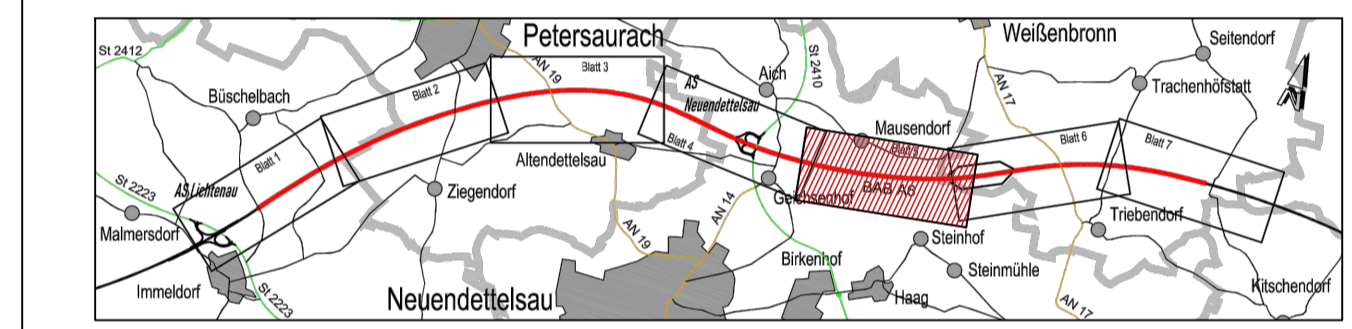 St 2412
Petersaurach
AN 19
Blatt 3
Weißenbronn
Seitendorf
St 2410
Aich
AS
Neuendettelsau
Büschelbach
Blatt 2
AN 17
Trachenhöfstatt
Blatt 1
Altendettelsau
Blatt 4
Mausendorf
Blatt 5
Blatt 6
Blatt 7
St 2223
AS Lichtenau
Ziegendorf
Geichsenhof
BAB A6
Malmersdorf
AN 19
AN 14
Triebendorf
Steinhof
Birkenhof
Steinmühle
Immeldorf
St 2223
Neuendettelsau
Haag
AN 17
Kitschendorf